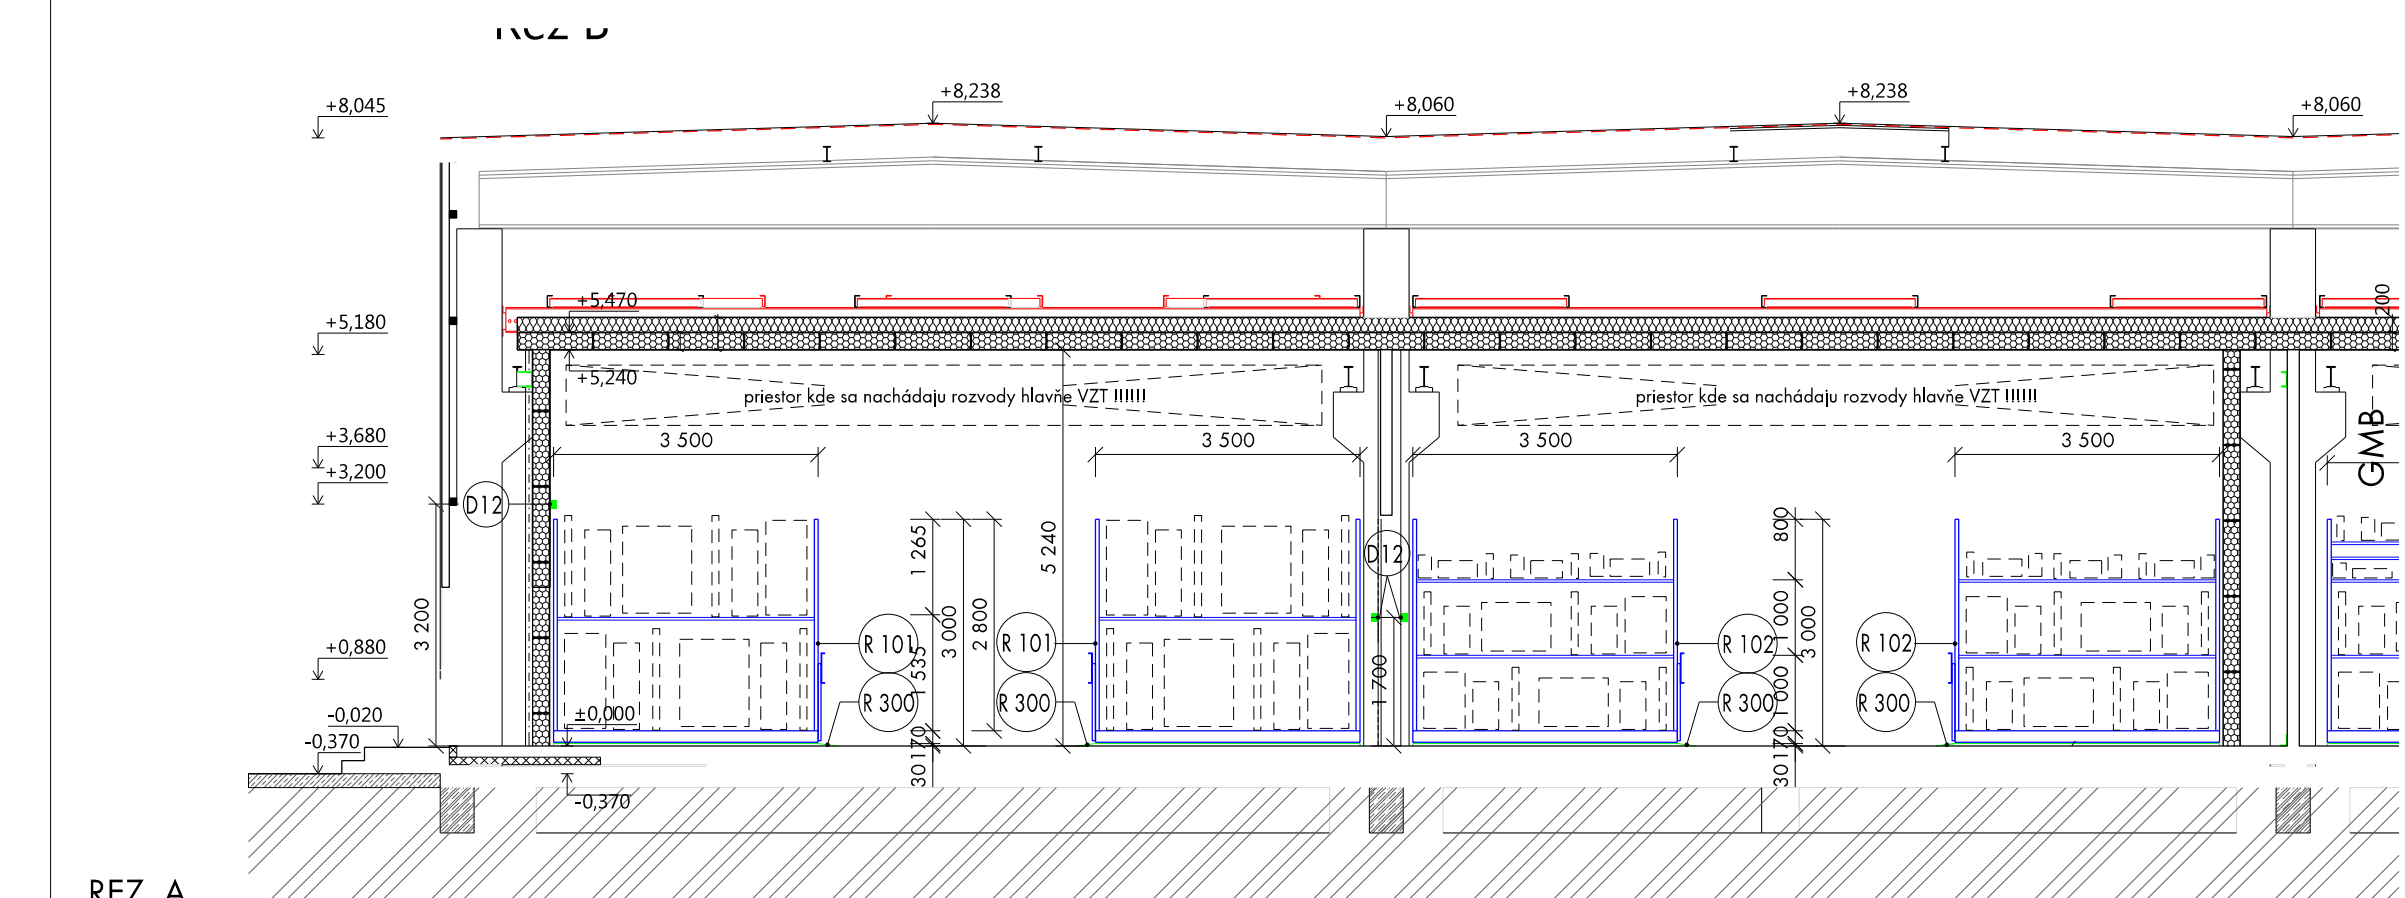 Rez B
+8,045
+8,238
+8,060
+8,238
+8,060
+5,470
+5,180
+5,240
200
priestor kde sa nachádaju rozvody hlavňe VZT !!!!!!
priestor kde sa nachádaju rozvody hlavňe VZT !!!!!!
3 500
3 500
3 500
3 500
GMB
+3,680
+3,200
D12
D12
1 265
5 240
800
3 200
3 000
2 800
1 000
3 000
R 101
R 101
R 102
R 102
+0,880
1 535
1 700
1 000
R 300
R 300
R 300
R 300
-0,020
±0,000
-0,370
170
30
170
30
-0,370
REZ A